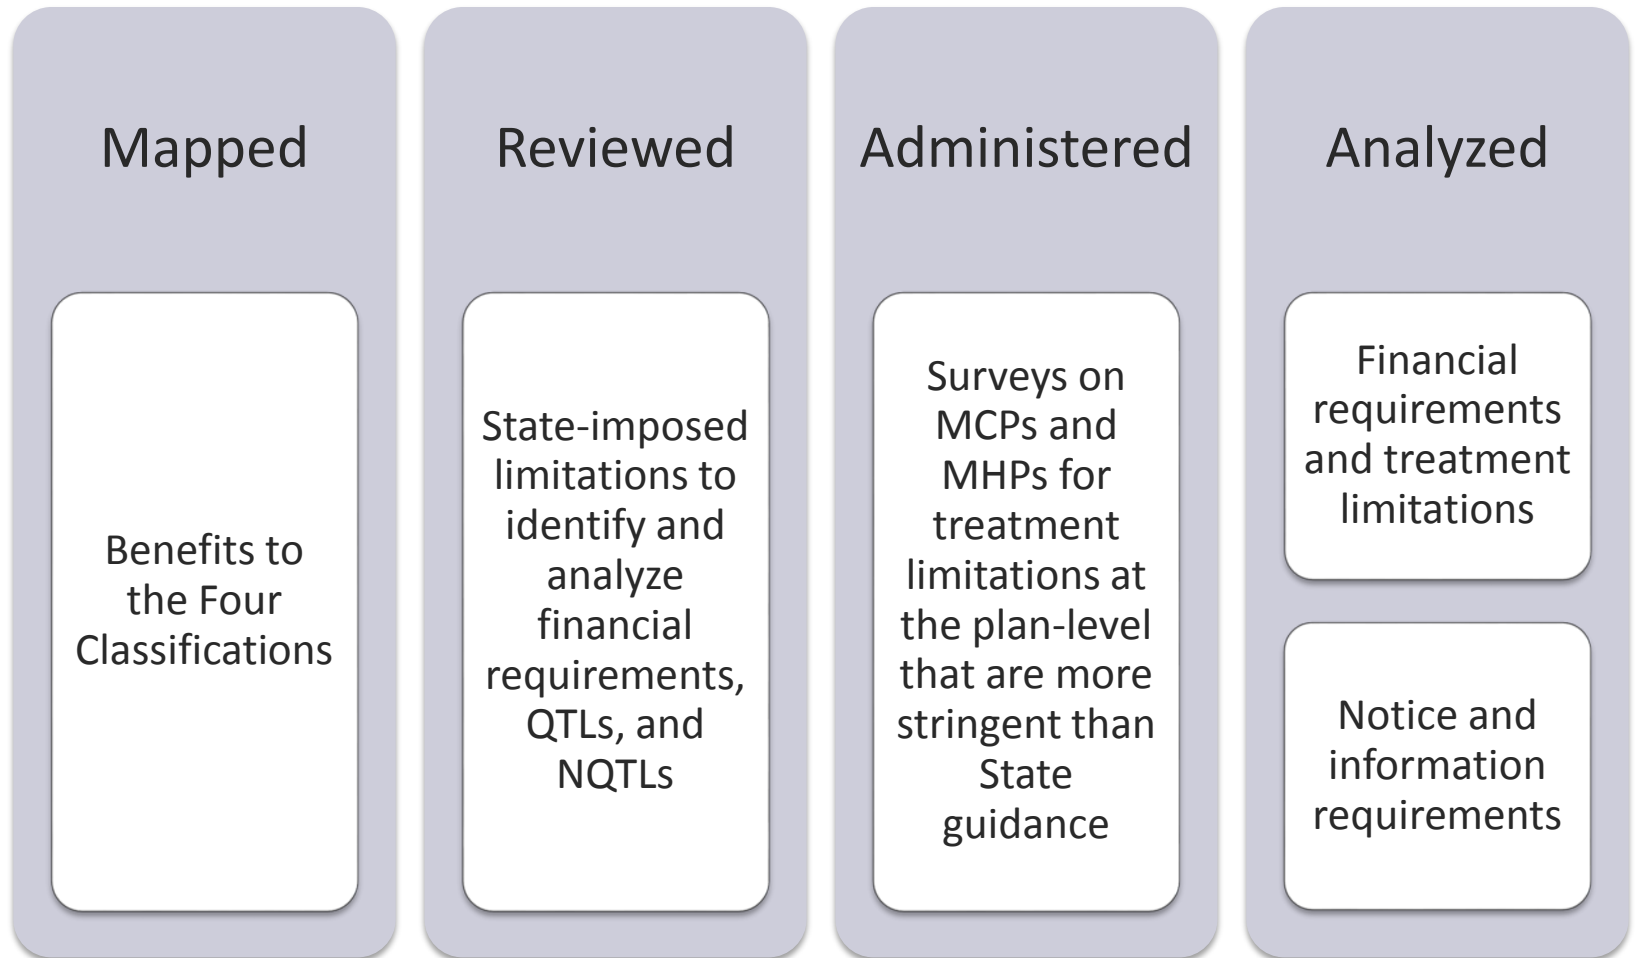 Mapped
Benefits to
the Four
Classifications
Reviewed
State-imposed
limitations to
identify and
analyze
financial
requirements,
QTLs, and
NQTLs
Administered
Surveys on
MCPs and
MHPs for
treatment
limitations at
the plan-level
that are more
stringent than
State
guidance
Analyzed
Financial
requirements
and treatment
limitations
Notice and
information
requirements